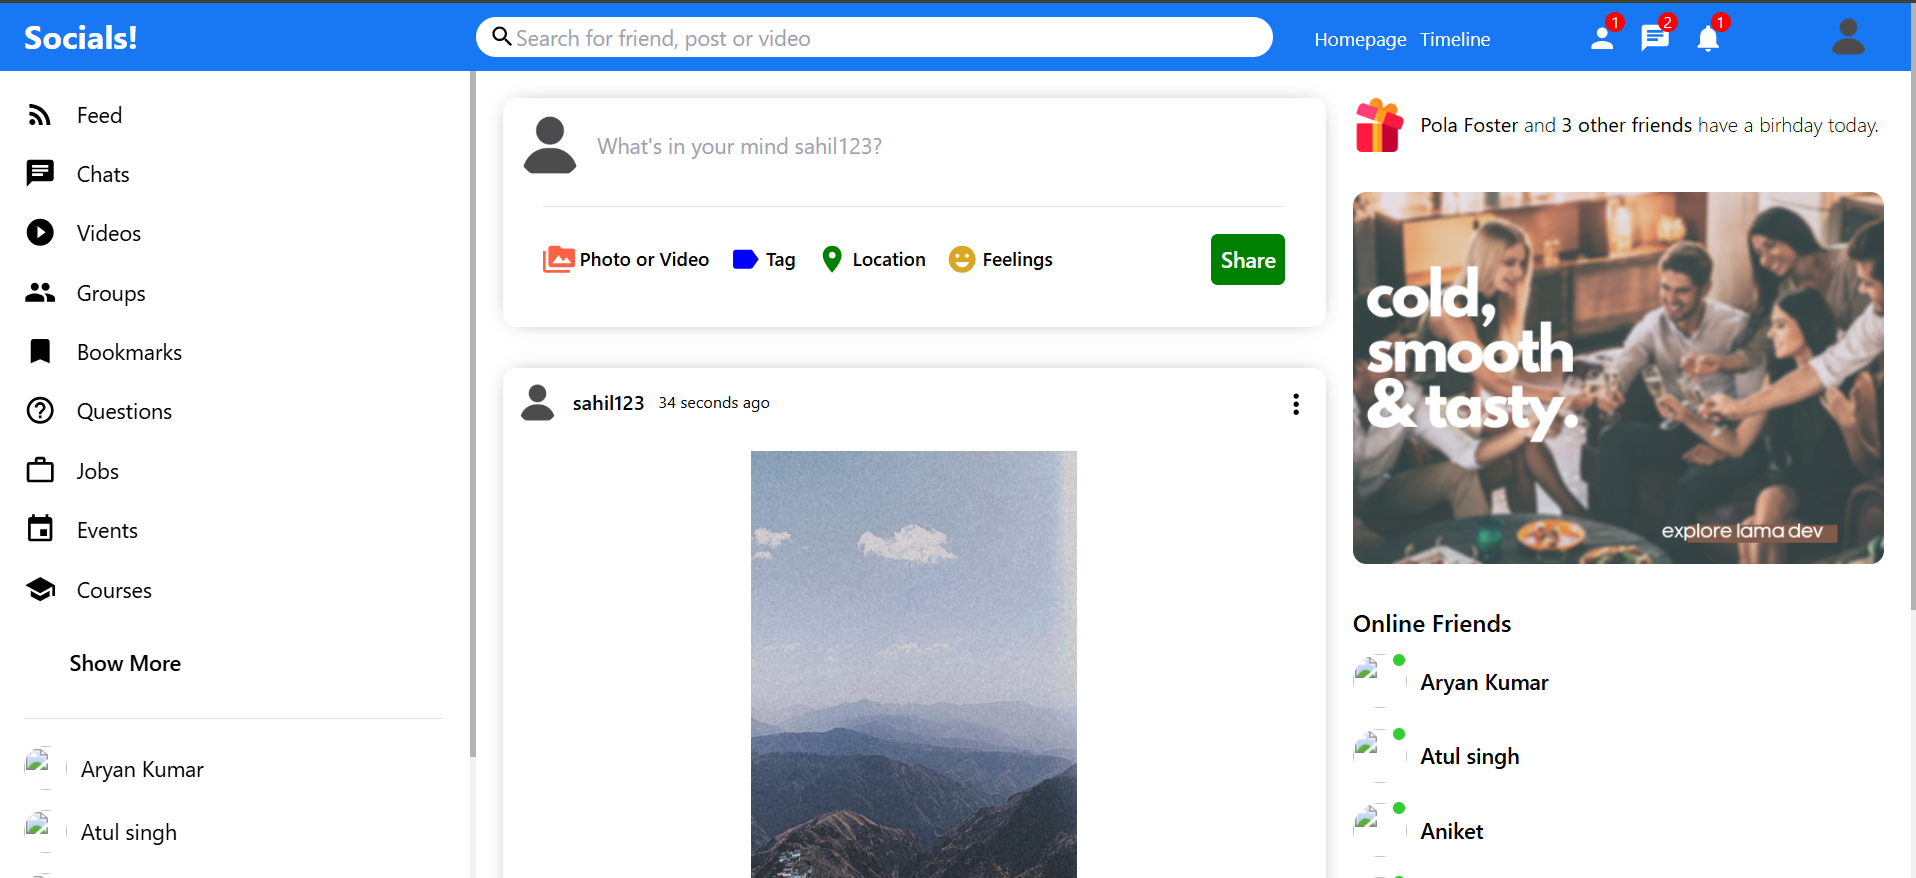 Socials!
Search for friend, post or video
Homepage Timeline
1
2
1
Feed
Chats
Videos
Groups
Bookmarks
Questions
Jobs
Events
Courses
Show More
Aryan Kumar
Atul singh
What's in your mind sahil123?
Photo or Video
Tag
Location
Feelings
Share
sahil123 34 seconds ago
Pola Foster and 3 other friends have a birhday today.
cold,
smooth
& tasty.
explore lama dev
Online Friends
Aryan Kumar
Atul singh
Aniket